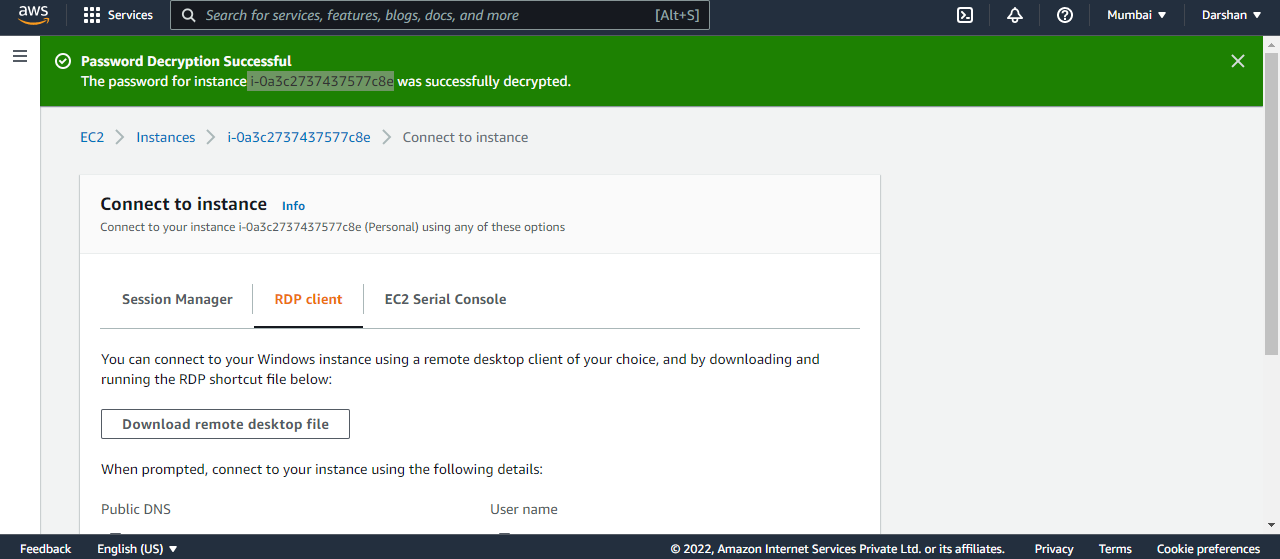 aws
Services
Search for services, features, blogs, docs, and more
[Alt+S]
Mumbai
Darshan
Password Decryption Successful
The password for instance i-0a3c2737437577c8e was successfully decrypted.
EC2 > Instances > i-0a3c2737437577c8e > Connect to instance
Connect to instance Info
Connect to your instance i-0a3c2737437577c8e (Personal) using any of these options
Session Manager
RDP client
EC2 Serial Console
You can connect to your Windows instance using a remote desktop client of your choice, and by downloading and
running the RDP shortcut file below:
Download remote desktop file
When prompted, connect to your instance using the following details:
Public DNS
User name
Feedback
English (US)
© 2022, Amazon Internet Services Private Ltd. or its affiliates.
Privacy
Terms
Cookie preferences